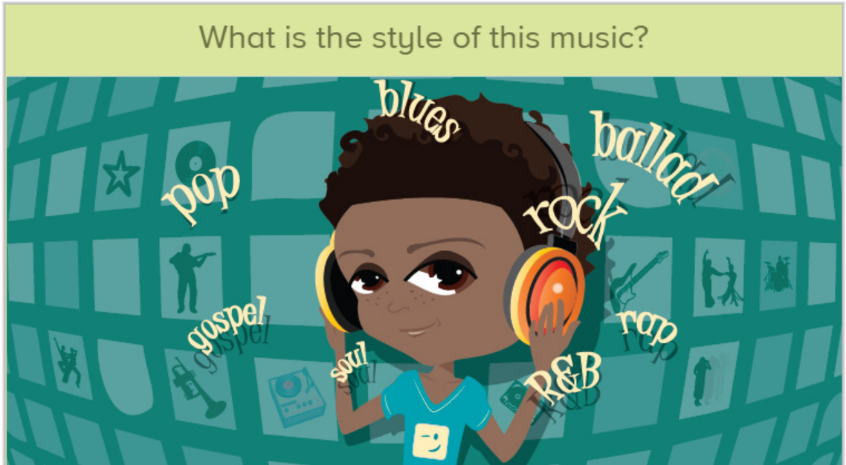 What is the style of this music?
blues
ballad
pop
rock
gospel
rap
soul
R&B